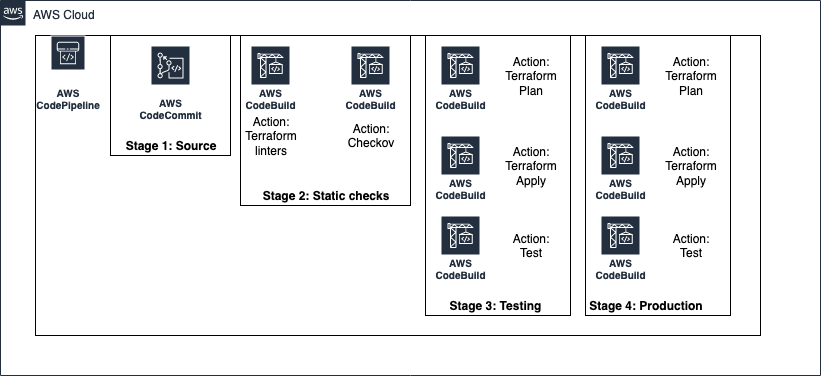 aws
AWS Cloud
AWS
CodePipeline
AWS
CodeCommit
Stage 1: Source
AWS
CodeBuild
Action:
Terraform
linters
AWS
CodeBuild
Action:
Checkov
Stage 2: Static checks
AWS
CodeBuild
Action:
Terraform
Plan
AWS
CodeBuild
Action:
Terraform
Apply
AWS
CodeBuild
Action:
Test
Stage 3: Testing
AWS
CodeBuild
Action:
Terraform
Plan
AWS
CodeBuild
Action:
Terraform
Apply
AWS
CodeBuild
Action:
Test
Stage 4: Production